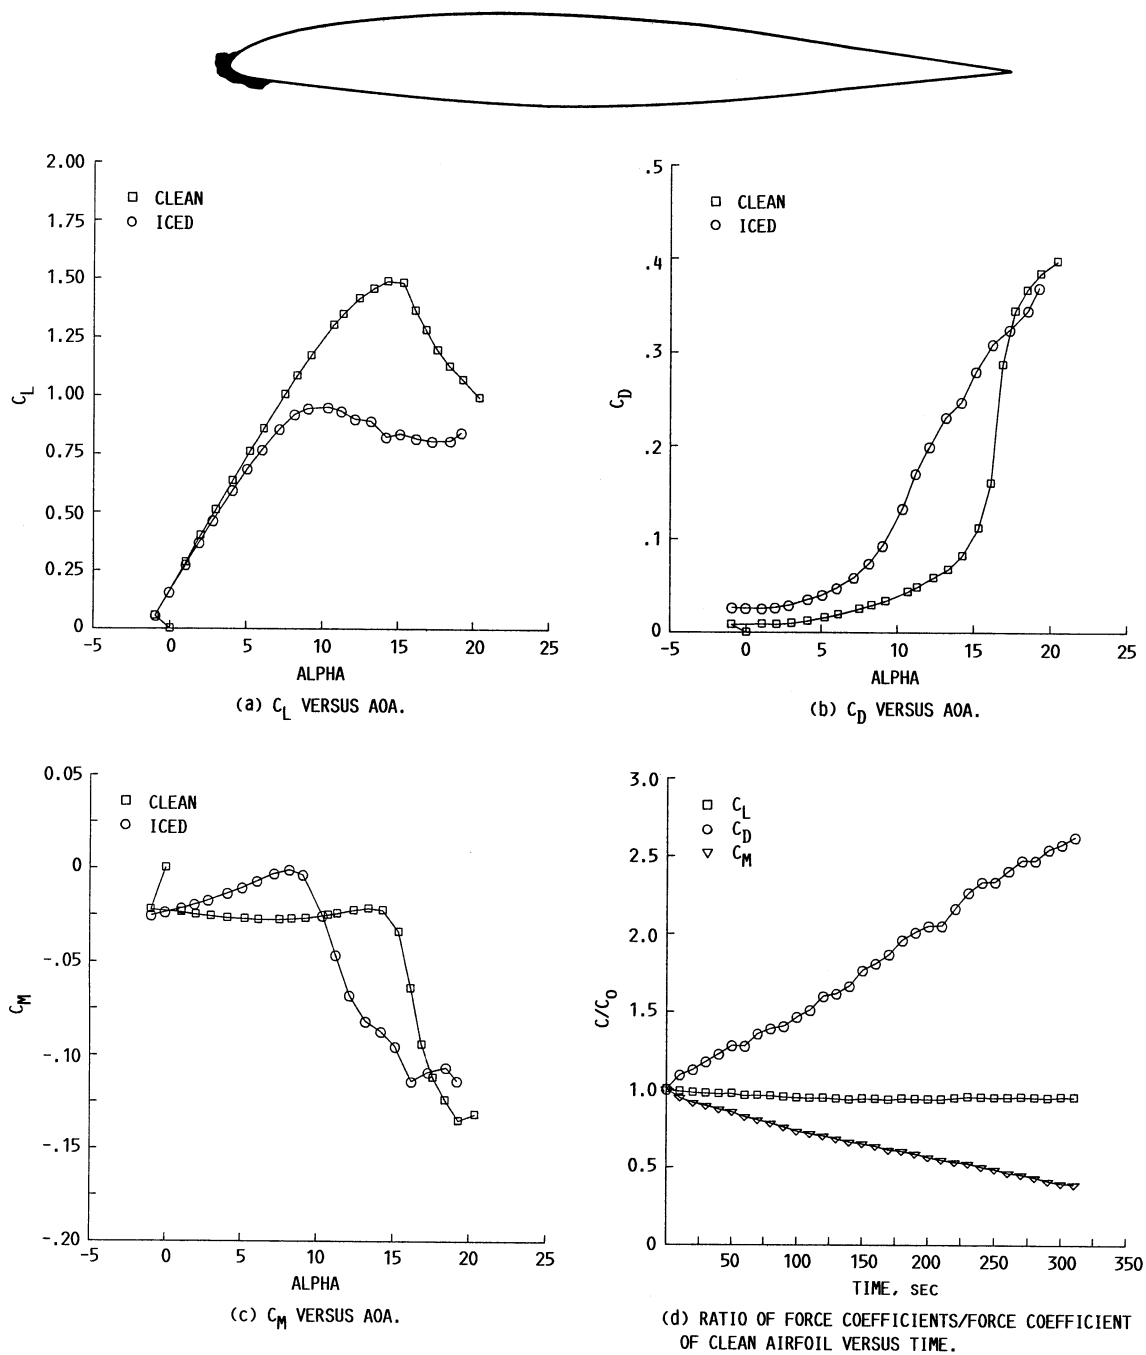 2.00
1.75
1.50
1.25
1.00
0.75
0.50
0.25
0
C_L
□ CLEAN
○ ICED
-5 0 5 10 15 20 25
ALPHA
(a) C_L VERSUS AOA.
.5
.4
.3
.2
.1
0
C_D
□ CLEAN
○ ICED
-5 0 5 10 15 20 25
ALPHA
(b) C_D VERSUS AOA.
0.05
0
-.05
-.10
-.15
-.20
C_M
□ CLEAN
○ ICED
-5 0 5 10 15 20 25
ALPHA
(c) C_M VERSUS AOA.
3.0
2.5
2.0
1.5
1.0
0.5
0
C/C_O
□ C_L
○ C_D
▽ C_M
50 100 150 200 250 300 350
TIME, SEC
(d) RATIO OF FORCE COEFFICIENTS/FORCE COEFFICIENT
OF CLEAN AIRFOIL VERSUS TIME.